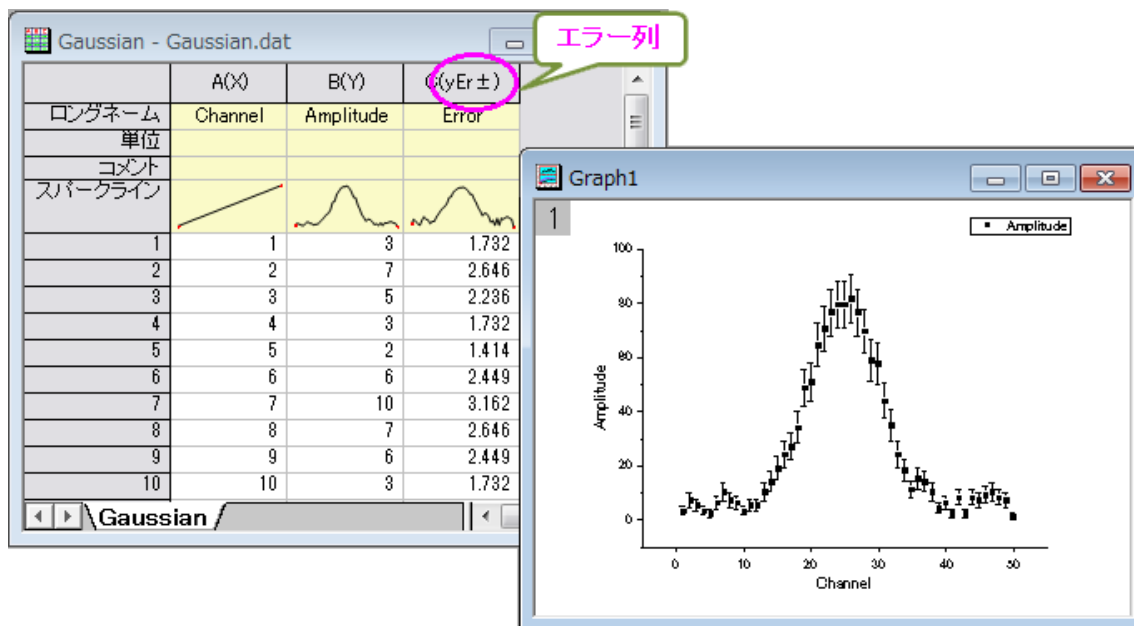 Gaussian - Gaussian.dat
エラー列
A(X) B(Y) C(yEr±)
ロングネーム Channel Amplitude Error
単位
コメント
スパークライン
1 1 3 1.732
2 2 7 2.646
3 3 5 2.236
4 4 3 1.732
5 5 2 1.414
6 6 6 2.449
7 7 10 3.162
8 8 7 2.646
9 9 6 2.449
10 10 3 1.732
Gaussian
Graph1
1
Amplitude
100
80
60
40
20
0
Amplitude
0 10 20 30 40 50
Channel